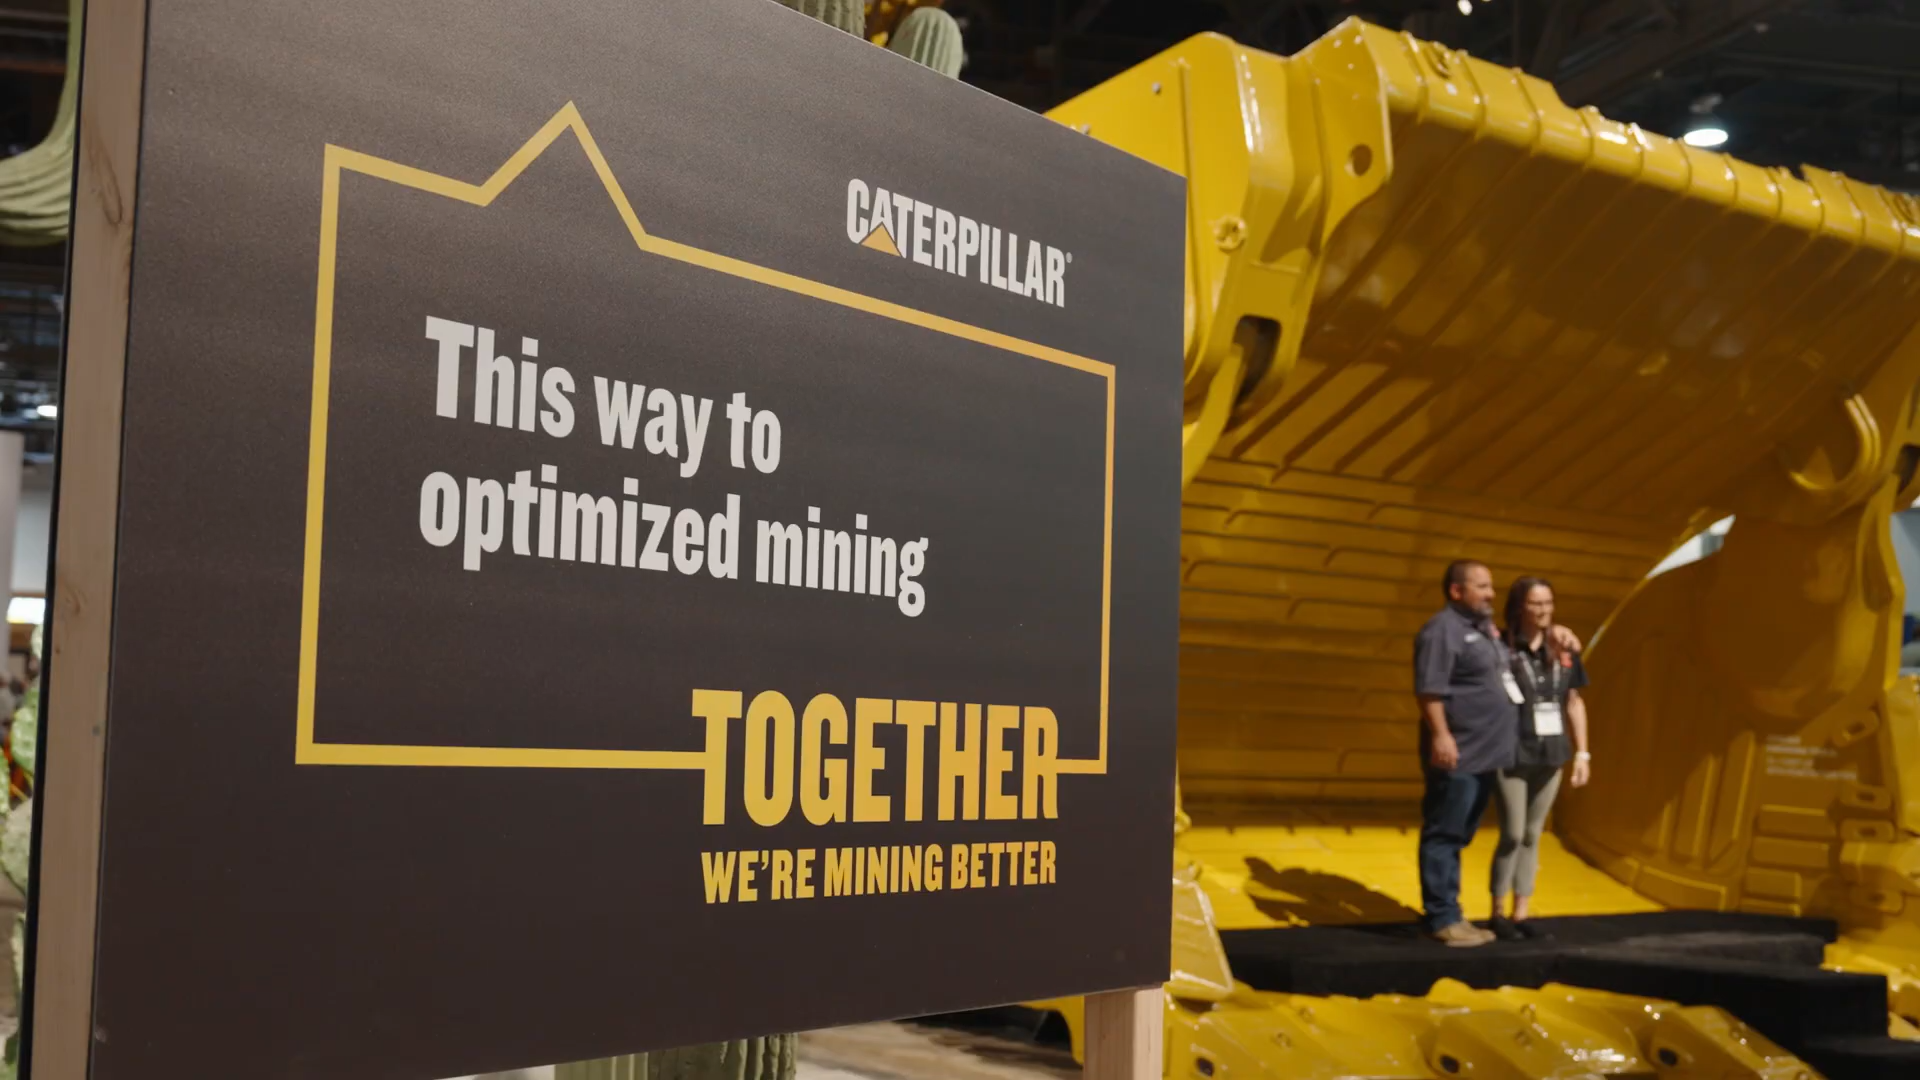 CATERPILLAR®
This way to
optimized mining
TOGETHER
WE'RE MINING BETTER